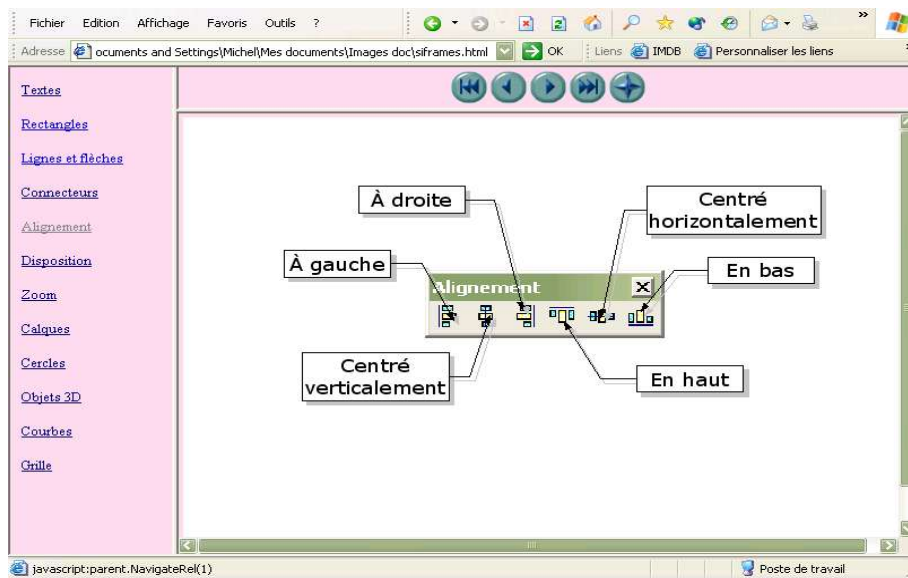 Fichier Edition Affichage Favoris Outils ? »
Adresse ocuments and Settings\Michel\Mes documents\Images doc\siframes.html OK Liens IMDB Personnaliser les liens »
Textes
Rectangles
Lignes et flèches
Connecteurs
Alignement
Disposition
Zoom
Calques
Cercles
Objets 3D
Courbes
Grille
À droite
Centré
horizontalement
À gauche
En bas
Alignement
Centré
verticalement
En haut
javascript:parent.NavigateRel(1) Poste de travail